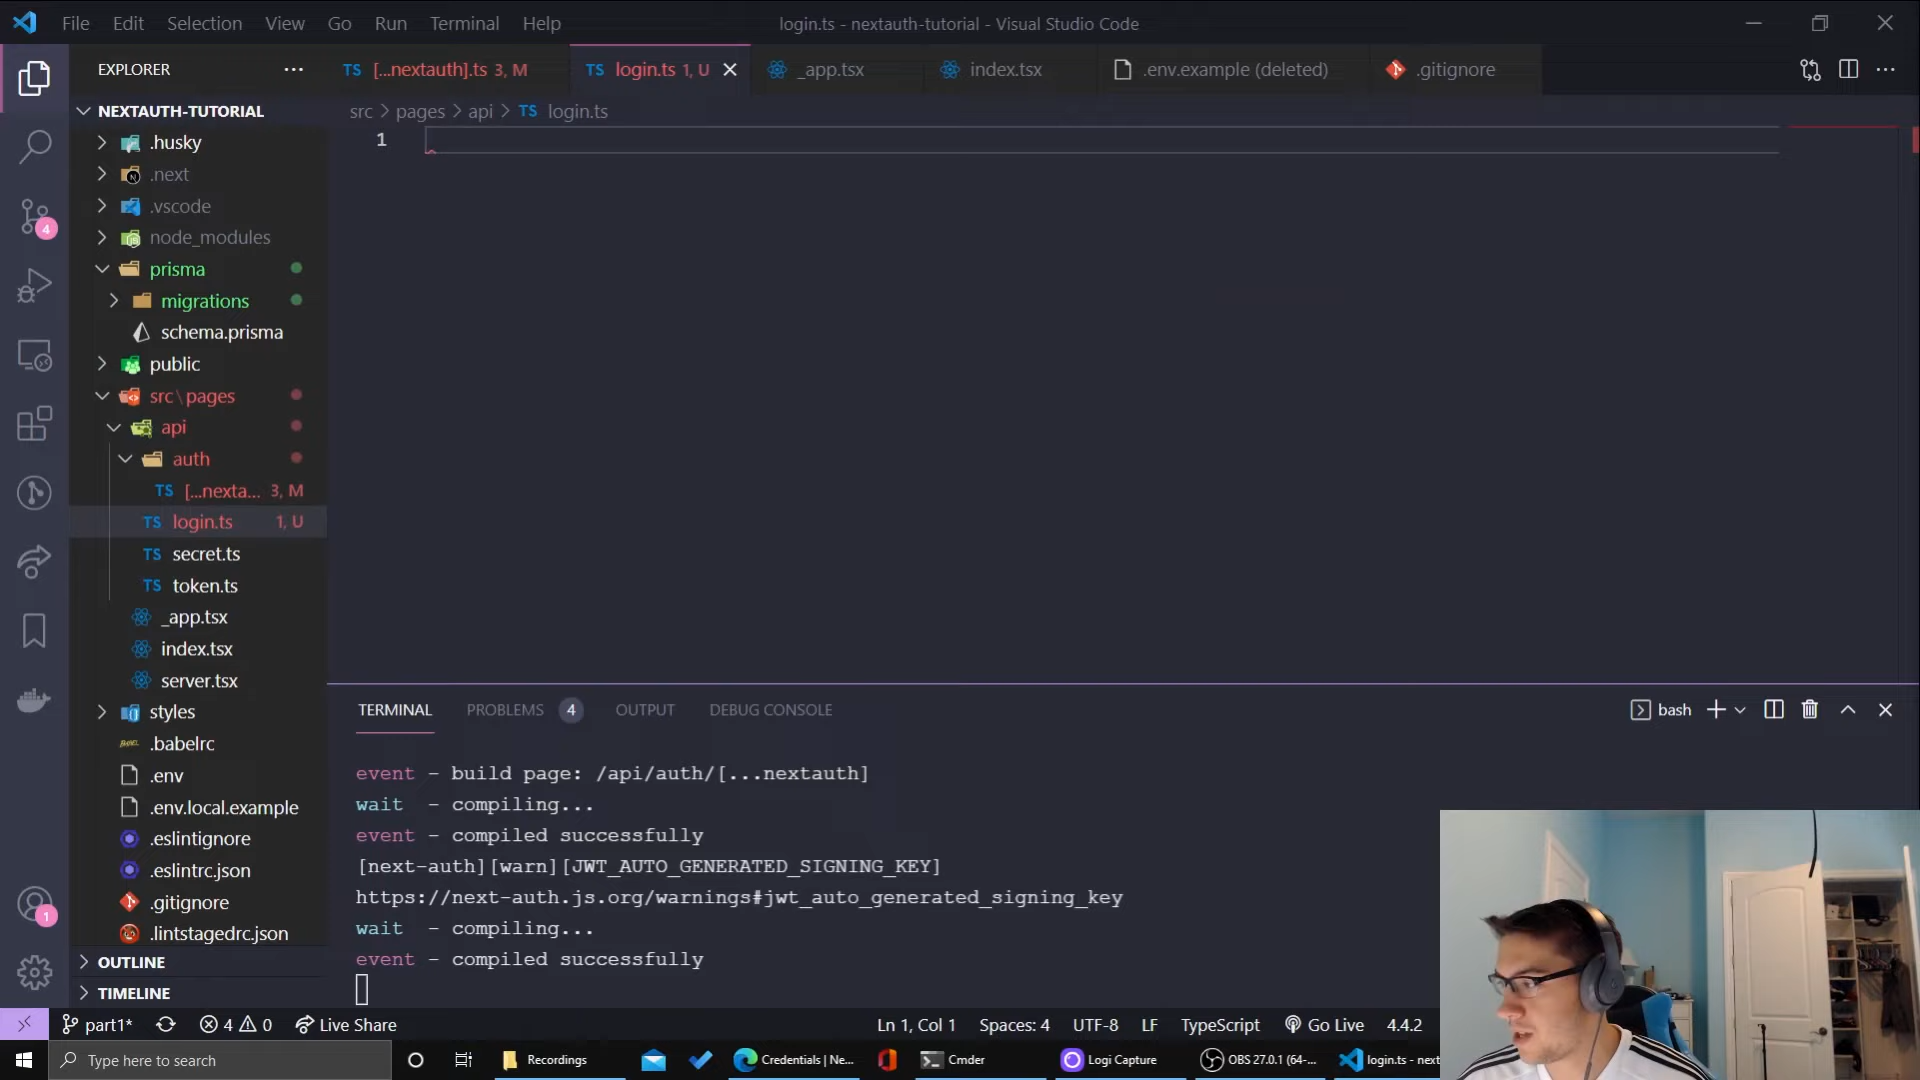 File Edit Selection View Go Run Terminal Help
login.ts - nextauth-tutorial - Visual Studio Code
EXPLORER
TS [...nextauth].ts 3, M
TS login.ts 1, U
_app.tsx
index.tsx
.env.example (deleted)
.gitignore
NEXTAUTH-TUTORIAL
src > pages > api > TS login.ts
1
.husky
.next
.vscode
node_modules
prisma
migrations
schema.prisma
public
src\pages
api
auth
TS [...nexta... 3, M
TS login.ts 1, U
TS secret.ts
TS token.ts
_app.tsx
index.tsx
server.tsx
styles
.babelrc
.env
.env.local.example
.eslintignore
.eslintrc.json
.gitignore
.lintstagedrc.json
OUTLINE
TIMELINE
4
1
TERMINAL PROBLEMS 4 OUTPUT DEBUG CONSOLE
bash
event - build page: /api/auth/[...nextauth]
wait - compiling...
event - compiled successfully
[next-auth][warn][JWT_AUTO_GENERATED_SIGNING_KEY]
https://next-auth.js.org/warnings#jwt_auto_generated_signing_key
wait - compiling...
event - compiled successfully
part1* 4 0 Live Share
Ln 1, Col 1 Spaces: 4 UTF-8 LF TypeScript Go Live 4.4.2
Type here to search
Recordings
Credentials | Ne...
Cmder
Logi Capture
OBS 27.0.1 (64-...
login.ts - next